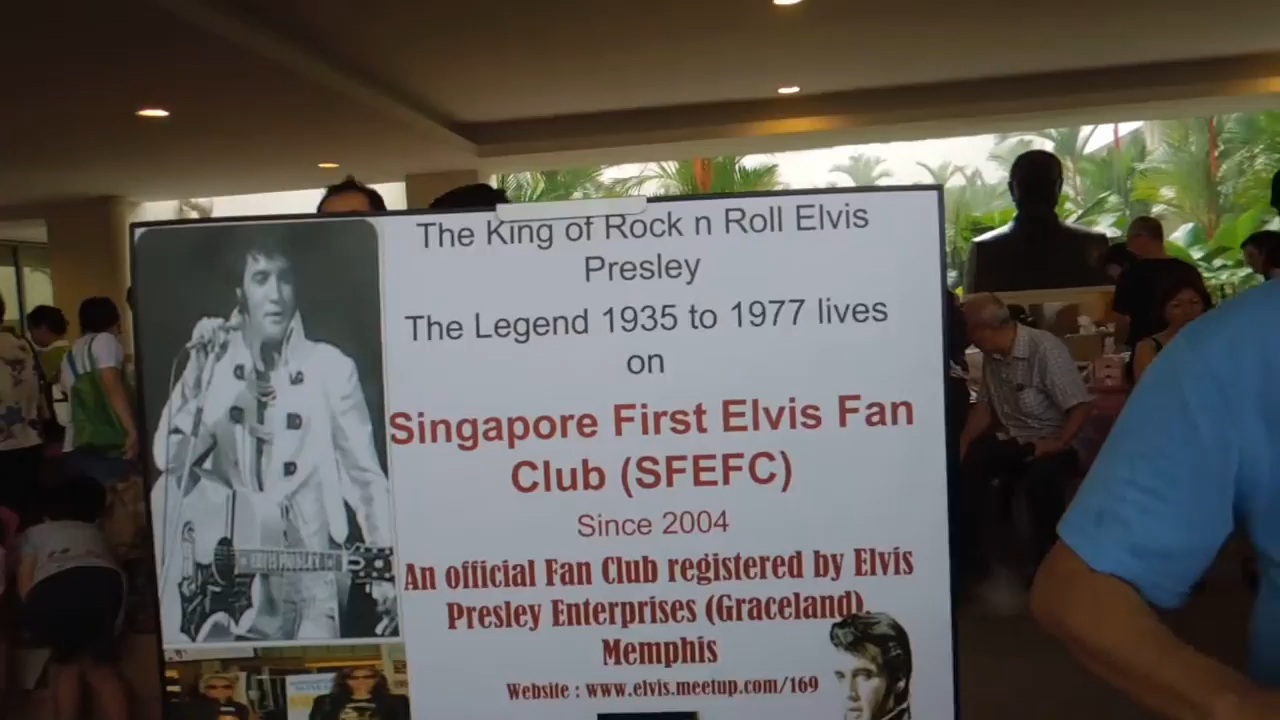 The King of Rock n Roll Elvis
Presley
The Legend 1935 to 1977 lives
on
Singapore First Elvis Fan
Club (SFEFC)
Since 2004
An official Fan Club registered by Elvis
Presley Enterprises (Graceland),
Memphis
Website : www.elvis.meetup.com/169
ELVIS PRESLEY